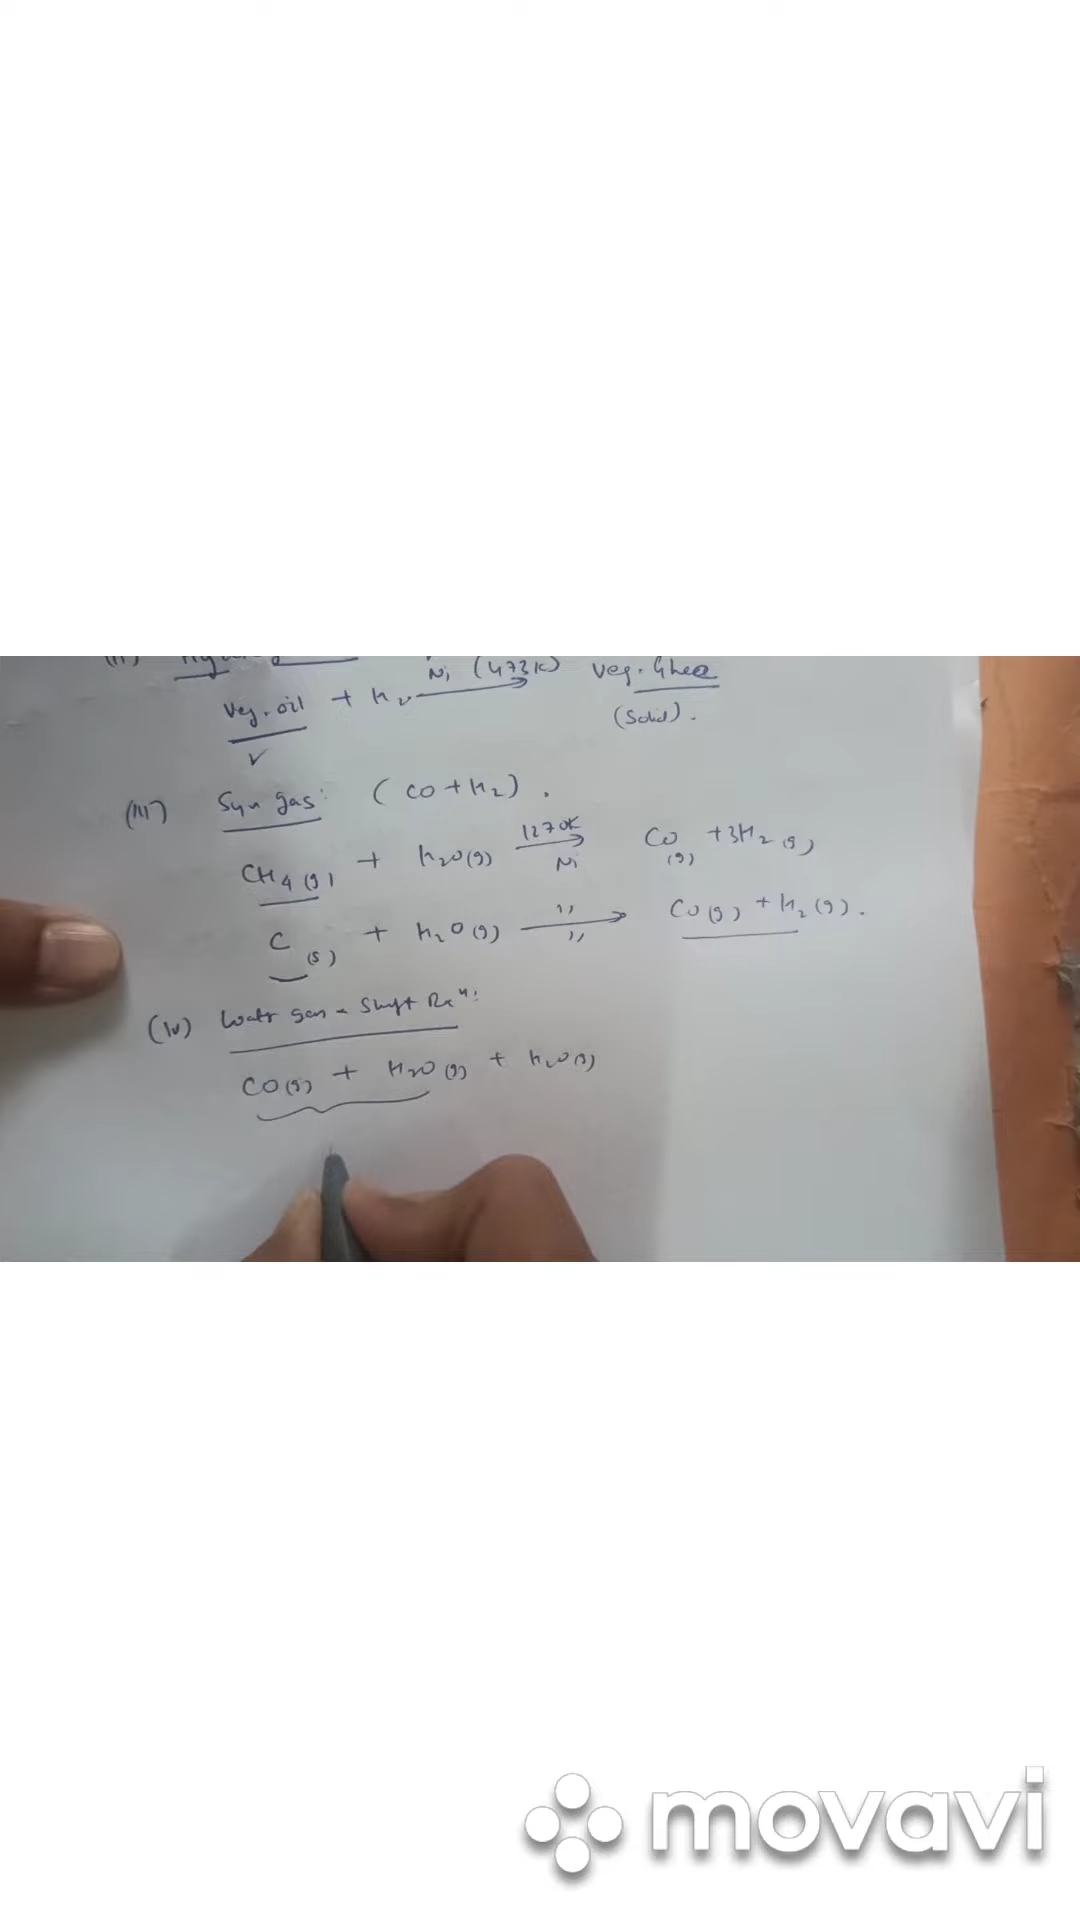 Ni (473K) Veg. Ghee
Veg. oil + H2 →
(Solid).
(III) Syn gas: (CO + H2).
CH4(g) + H2O(g) 1270K → Ni CO(g) + 3H2(g)
C(s) + H2O(g) " → " CO(g) + H2(g).
(IV) Water gas - Shift Rxn:
CO(g) + H2O(g) + H2O(g)
movavi